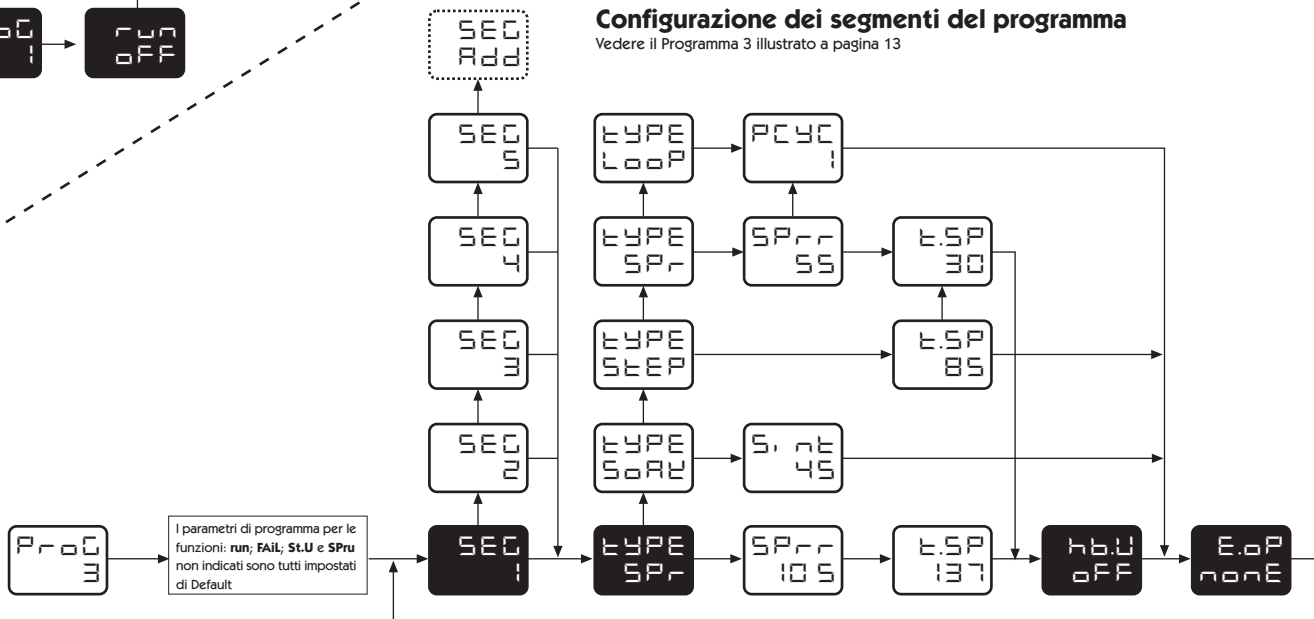 Configurazione dei segmenti del programma
Vedere il Programma 3 illustrato a pagina 13
oG
1
run
oFF
SEG
Add
SEG
5
tYPE
LooP
PCYC
1
SEG
4
tYPE
SPr
SPrr
55
t.SP
30
SEG
3
tYPE
StEP
t.SP
85
SEG
2
tYPE
SoAK
S.int
45
ProG
3
I parametri di programma per le
funzioni: run; FAiL; St.U e SPru
non indicati sono tutti impostati
di Default
SEG
1
tYPE
SPr
SPrr
105
t.SP
137
hb.U
oFF
E.oP
nonE